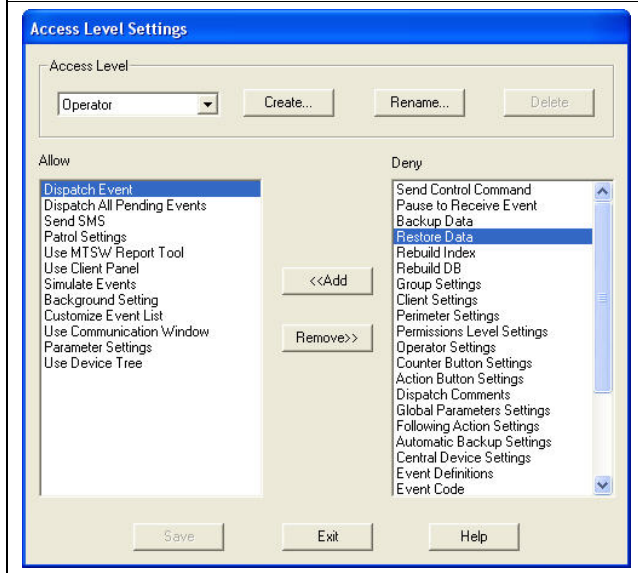 Access Level Settings
Access Level
Operator
Create...
Rename...
Delete
Allow
Dispatch Event
Dispatch All Pending Events
Send SMS
Patrol Settings
Use MTSW Report Tool
Use Client Panel
Simulate Events
Background Setting
Customize Event List
Use Communication Window
Parameter Settings
Use Device Tree
<<Add
Remove>>
Deny
Send Control Command
Pause to Receive Event
Backup Data
Restore Data
Rebuild Index
Rebuild DB
Group Settings
Client Settings
Perimeter Settings
Permissions Level Settings
Operator Settings
Counter Button Settings
Action Button Settings
Dispatch Comments
Global Parameters Settings
Following Action Settings
Automatic Backup Settings
Central Device Settings
Event Definitions
Event Code
Save
Exit
Help